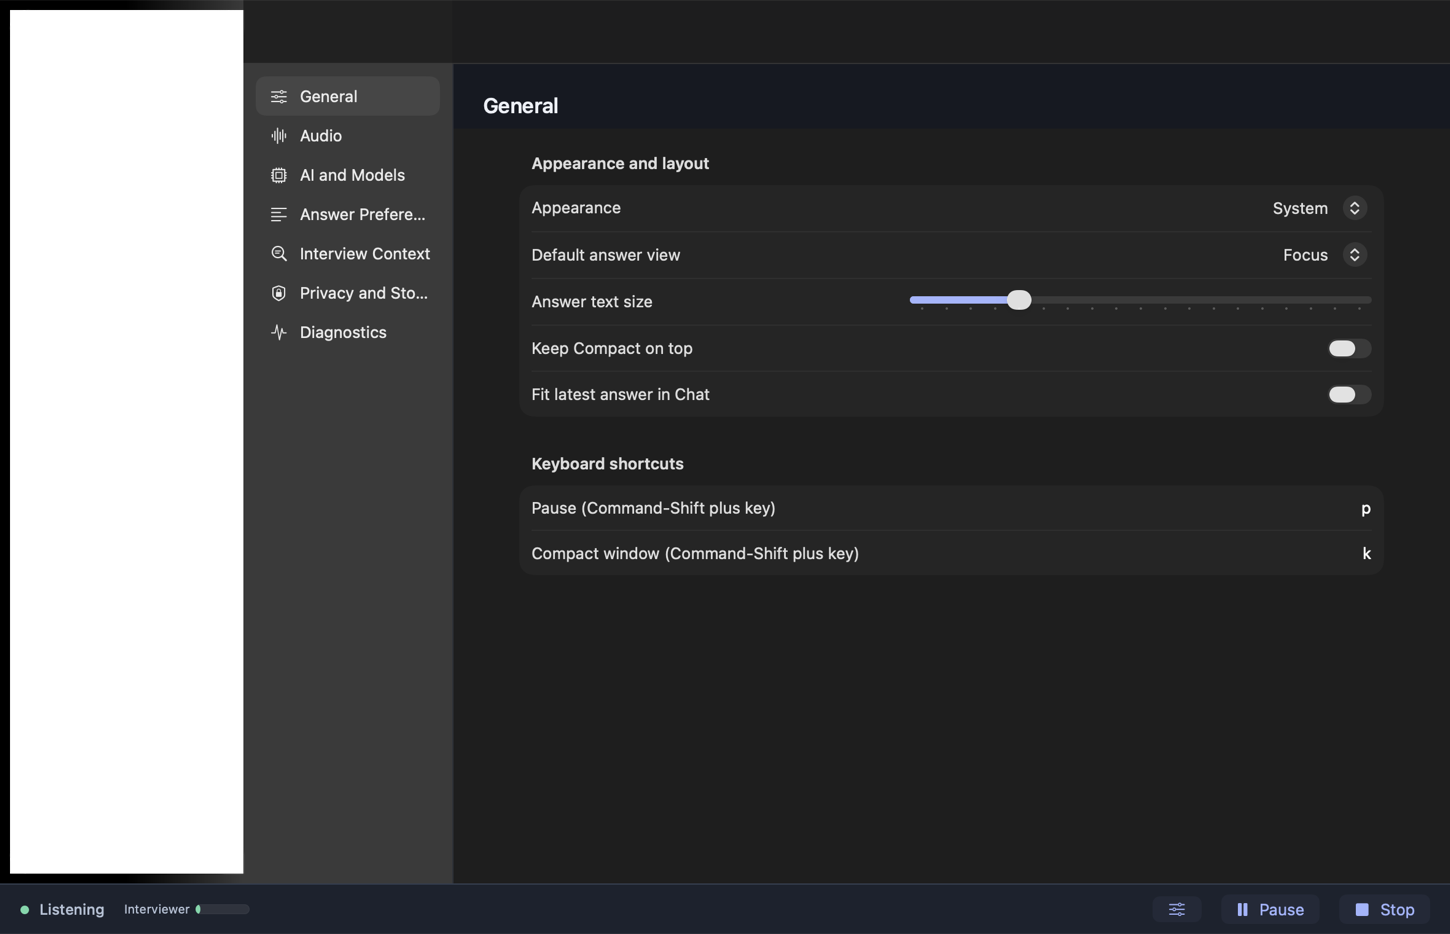 General
Audio
AI and Models
Answer Prefere...
Interview Context
Privacy and Sto...
Diagnostics
General
Appearance and layout
Appearance System
Default answer view Focus
Answer text size
Keep Compact on top
Fit latest answer in Chat
Keyboard shortcuts
Pause (Command-Shift plus key) p
Compact window (Command-Shift plus key) k
Listening Interviewer Pause Stop